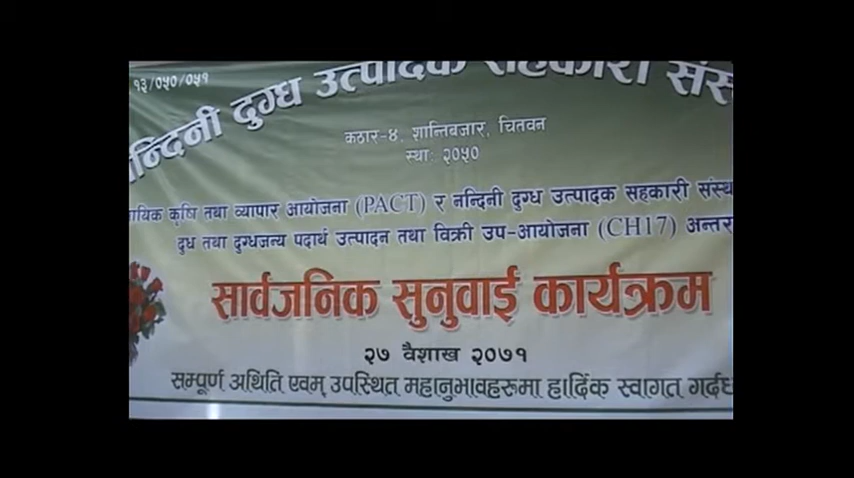 १३/०५०/०५१
न्दिनी दुग्ध उत्पादक सहकारी संस्
कठार-४, शान्तिबजार, चितवन
स्था: २०५०
ायिक कृषि तथा व्यापार आयोजना (PACT) र नन्दिनी दुग्ध उत्पादक सहकारी संस्थ
दुध तथा दुग्धजन्य पदार्थ उत्पादन तथा विक्री उप-आयोजना (CH17) अन्तर
सार्वजनिक सुनुवाई कार्यक्रम
२७ वैशाख २०७१
सम्पूर्ण अथिति एवम् उपस्थित महानुभावहरुमा हार्दिक स्वागत गर्दछ